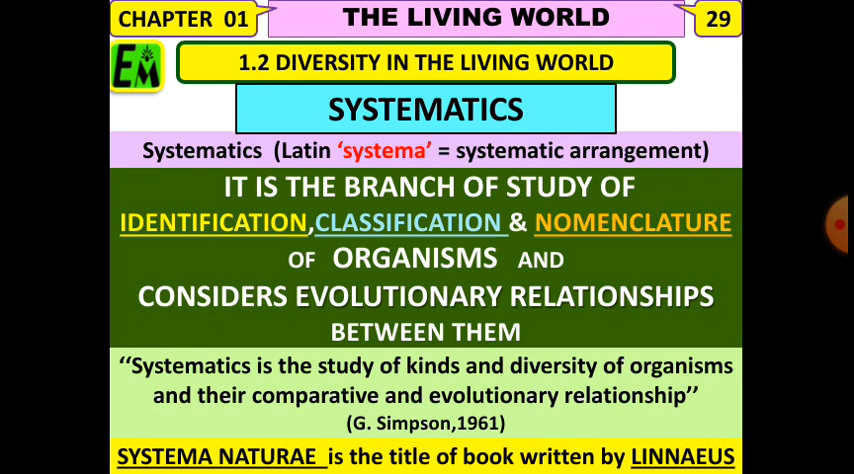 CHAPTER 01
THE LIVING WORLD
29
EM
1.2 DIVERSITY IN THE LIVING WORLD
SYSTEMATICS
Systematics (Latin ‘systema’ = systematic arrangement)
IT IS THE BRANCH OF STUDY OF
IDENTIFICATION,CLASSIFICATION & NOMENCLATURE
OF ORGANISMS AND
CONSIDERS EVOLUTIONARY RELATIONSHIPS
BETWEEN THEM
‘‘Systematics is the study of kinds and diversity of organisms
and their comparative and evolutionary relationship’’
(G. Simpson,1961)
SYSTEMA NATURAE is the title of book written by LINNAEUS